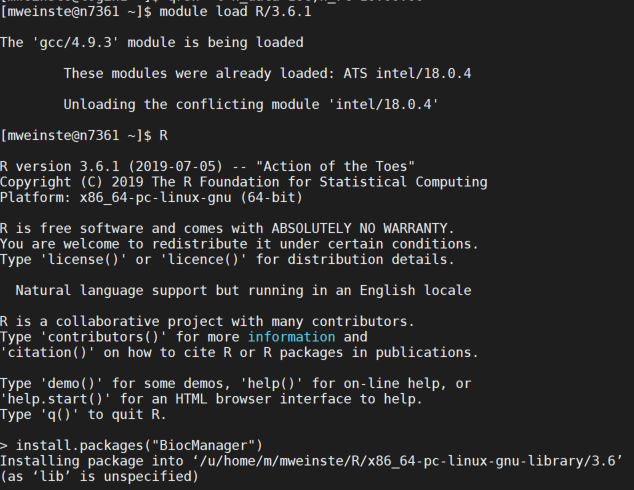 [mweinste@n7361 ~]$ module load R/3.6.1
The 'gcc/4.9.3' module is being loaded
These modules were already loaded: ATS intel/18.0.4
Unloading the conflicting module 'intel/18.0.4'
[mweinste@n7361 ~]$ R
R version 3.6.1 (2019-07-05) -- "Action of the Toes"
Copyright (C) 2019 The R Foundation for Statistical Computing
Platform: x86_64-pc-linux-gnu (64-bit)
R is free software and comes with ABSOLUTELY NO WARRANTY.
You are welcome to redistribute it under certain conditions.
Type 'license()' or 'licence()' for distribution details.
Natural language support but running in an English locale
R is a collaborative project with many contributors.
Type 'contributors()' for more information and
'citation()' on how to cite R or R packages in publications.
Type 'demo()' for some demos, 'help()' for on-line help, or
'help.start()' for an HTML browser interface to help.
Type 'q()' to quit R.
> install.packages("BiocManager")
Installing package into ‘/u/home/m/mweinste/R/x86_64-pc-linux-gnu-library/3.6’
(as ‘lib’ is unspecified)